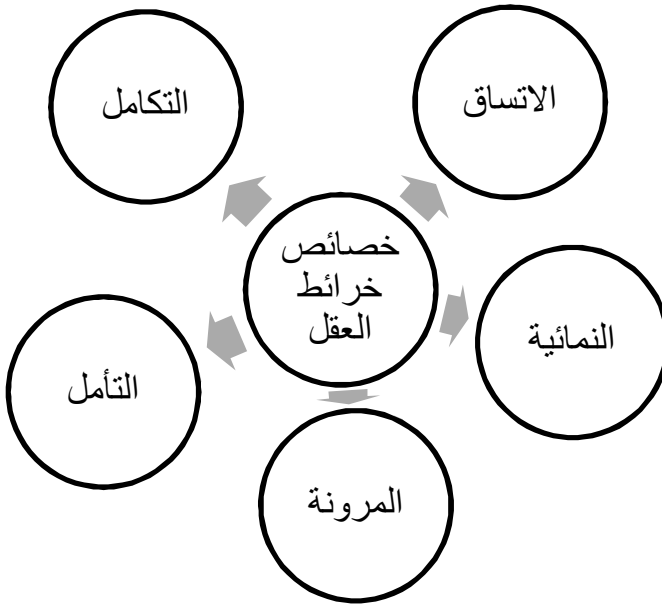 الاتساق
التكامل
خصائص
خرائط
العقل
النمائية
التأمل
المرونة